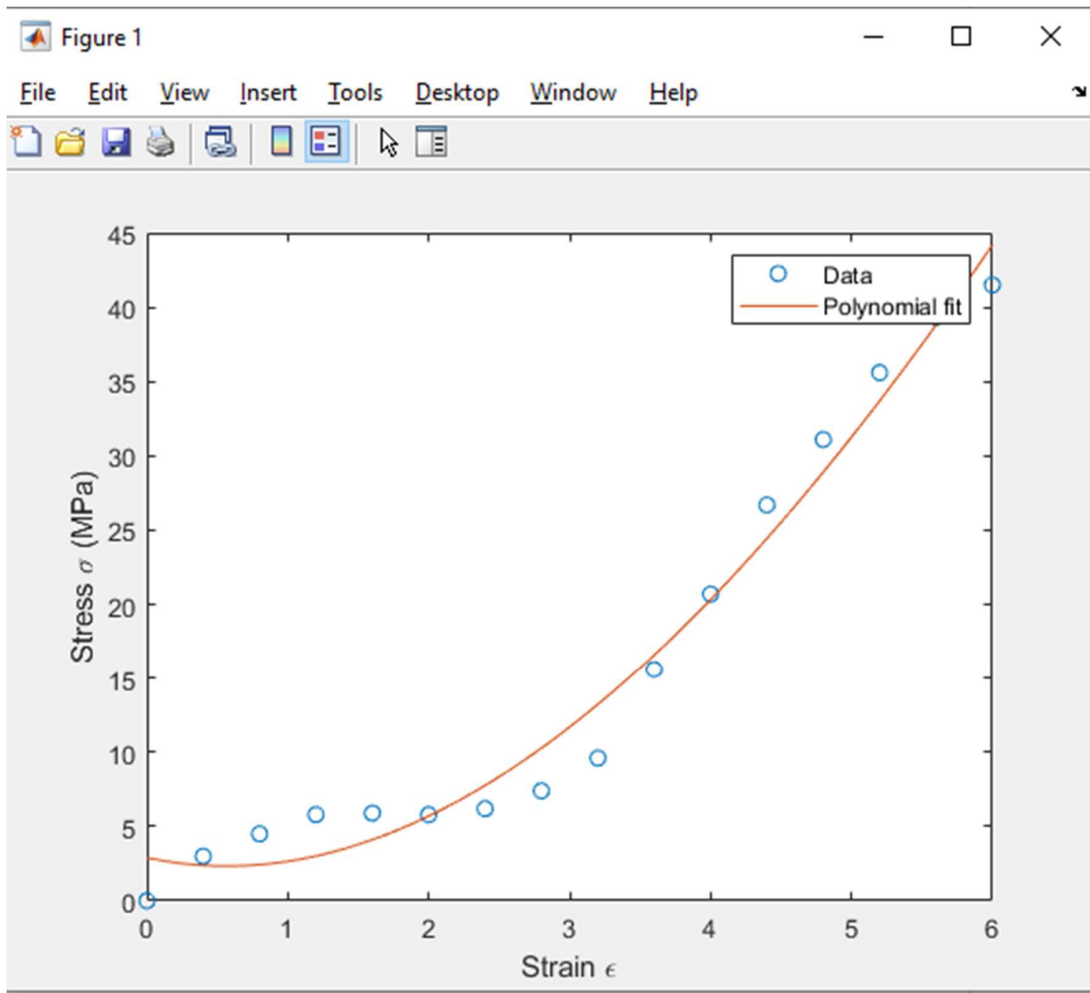 Figure 1
File Edit View Insert Tools Desktop Window Help
45
40
35
30
25
20
15
10
5
0
Stress σ (MPa)
Data
Polynomial fit
0 1 2 3 4 5 6
Strain ϵ